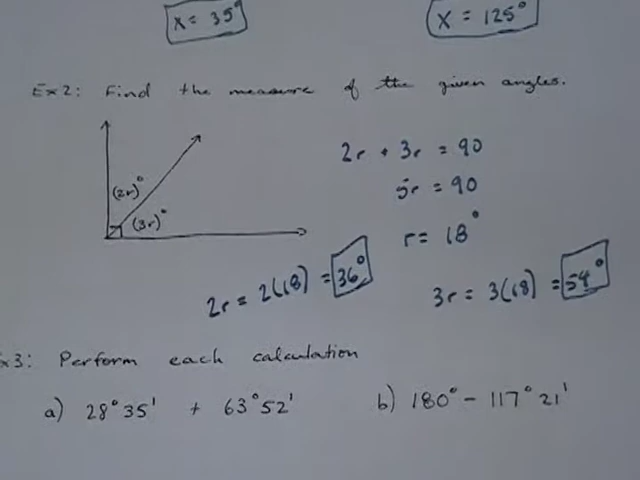 x = 35°
x = 125°
Ex2: Find the measure of the given angles.
(2r)°
(3r)°
2r + 3r = 90
5r = 90
r = 18°
2r = 2(18) = 36°
3r = 3(18) = 54°
x3: Perform each calculation
a) 28°35' + 63°52'
b) 180° - 117°21'